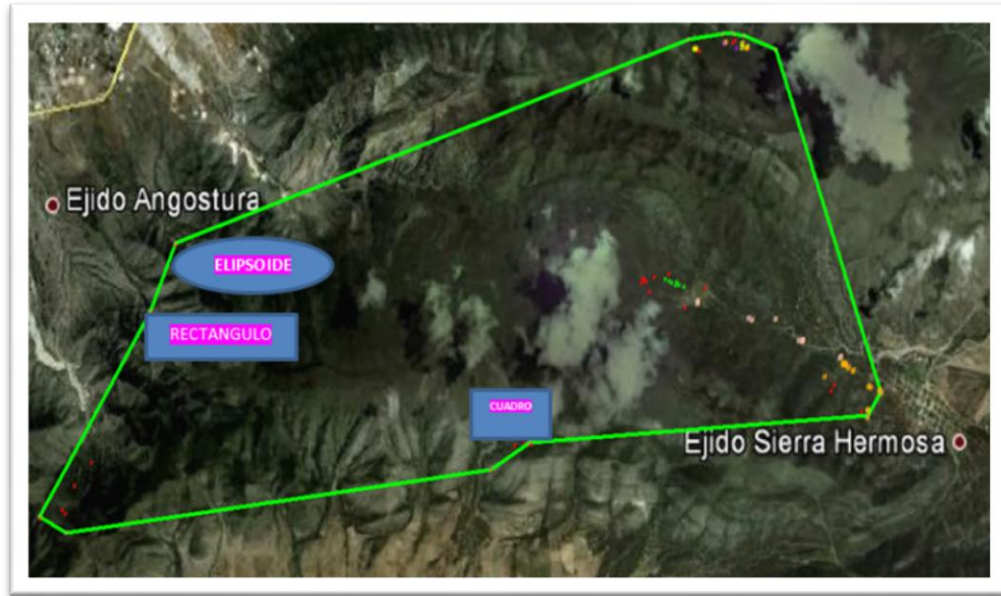 Ejido Angostura
ELIPSOIDE
RECTANGULO
CUADRO
Ejido Sierra Hermosa